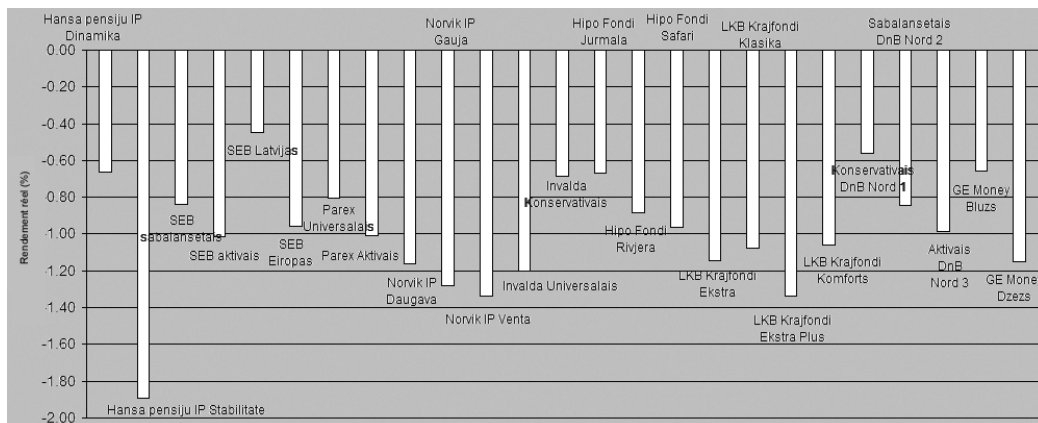 Hansa pensiju IP
Dinamika
Norvik IP
Gauja
Hipo Fondi
Jurmala
Hipo Fondi
Safari
LKB Krajfondi
Klasika
Sabalansetais
DnB Nord 2
Rendement réel (%)
0.00
-0.20
-0.40
-0.60
-0.80
-1.00
-1.20
-1.40
-1.60
-1.80
-2.00
Hansa pensiju IP Stabilitate
SEB
sabalansetais
SEB aktivais
SEB Latvijas
SEB
Eiropas
Parex
Universalais
Parex Aktivais
Norvik IP
Daugava
Norvik IP Venta
Invalda Universalais
Invalda
Konservativais
Hipo Fondi
Rivjera
LKB Krajfondi
Ekstra
LKB Krajfondi
Ekstra Plus
LKB Krajfondi
Komforts
Konservativais
DnB Nord 1
Aktivais
DnB
Nord 3
GE Money
Bluzs
GE Money
Dzezs